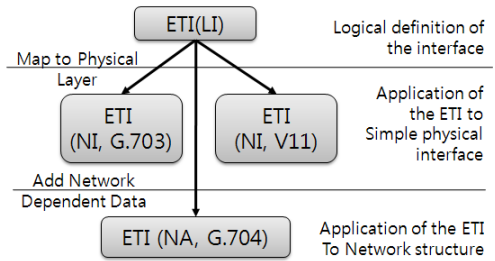 ETI(LI)
Logical definition of
the interface
Map to Physical
Layer
ETI
(NI, G.703)
ETI
(NI, V11)
Application of
the ETI to
Simple physical
interface
Add Network
Dependent Data
ETI (NA, G.704)
Application of the ETI
To Network structure